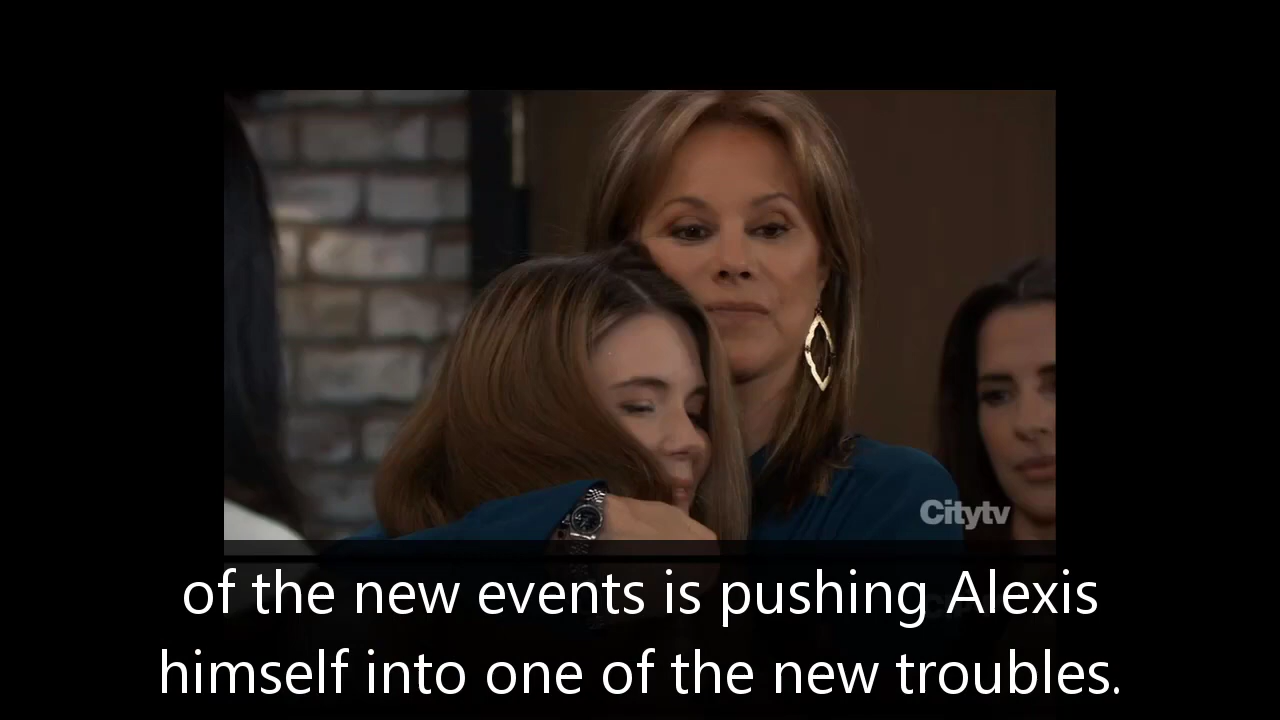 Citytv
of the new events is pushing Alexis
himself into one of the new troubles.